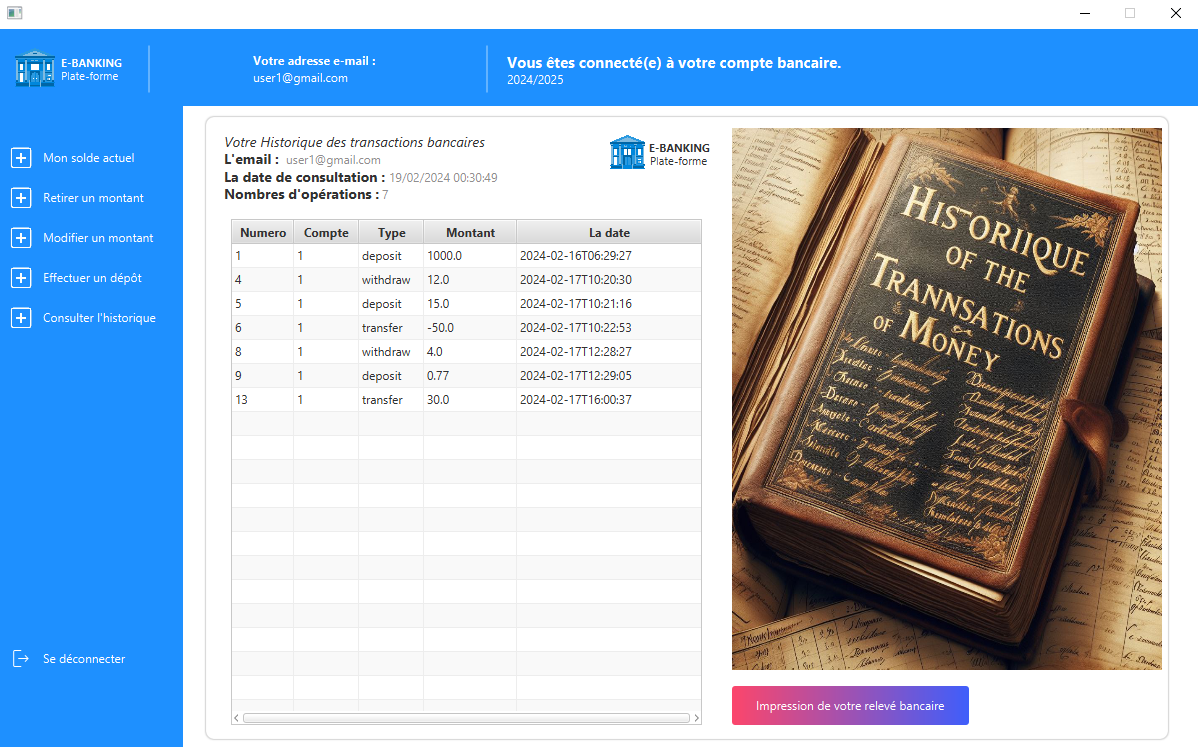 E-BANKING
Plate-forme
Votre adresse e-mail :
user1@gmail.com
Vous êtes connecté(e) à votre compte bancaire.
2024/2025
Mon solde actuel
Retirer un montant
Modifier un montant
Effectuer un dépôt
Consulter l'historique
Se déconnecter
Votre Historique des transactions bancaires
L'email : user1@gmail.com
La date de consultation : 19/02/2024 00:30:49
Nombres d'opérations : 7
E-BANKING
Plate-forme
Numero Compte Type Montant La date
1 1 deposit 1000.0 2024-02-16T06:29:27
4 1 withdraw 12.0 2024-02-17T10:20:30
5 1 deposit 15.0 2024-02-17T10:21:16
6 1 transfer -50.0 2024-02-17T10:22:53
8 1 withdraw 4.0 2024-02-17T12:28:27
9 1 deposit 0.77 2024-02-17T12:29:05
13 1 transfer 30.0 2024-02-17T16:00:37
HISTORIIQUE
OF THE
TRANNSATIONS
OF MONEY
Impression de votre relevé bancaire